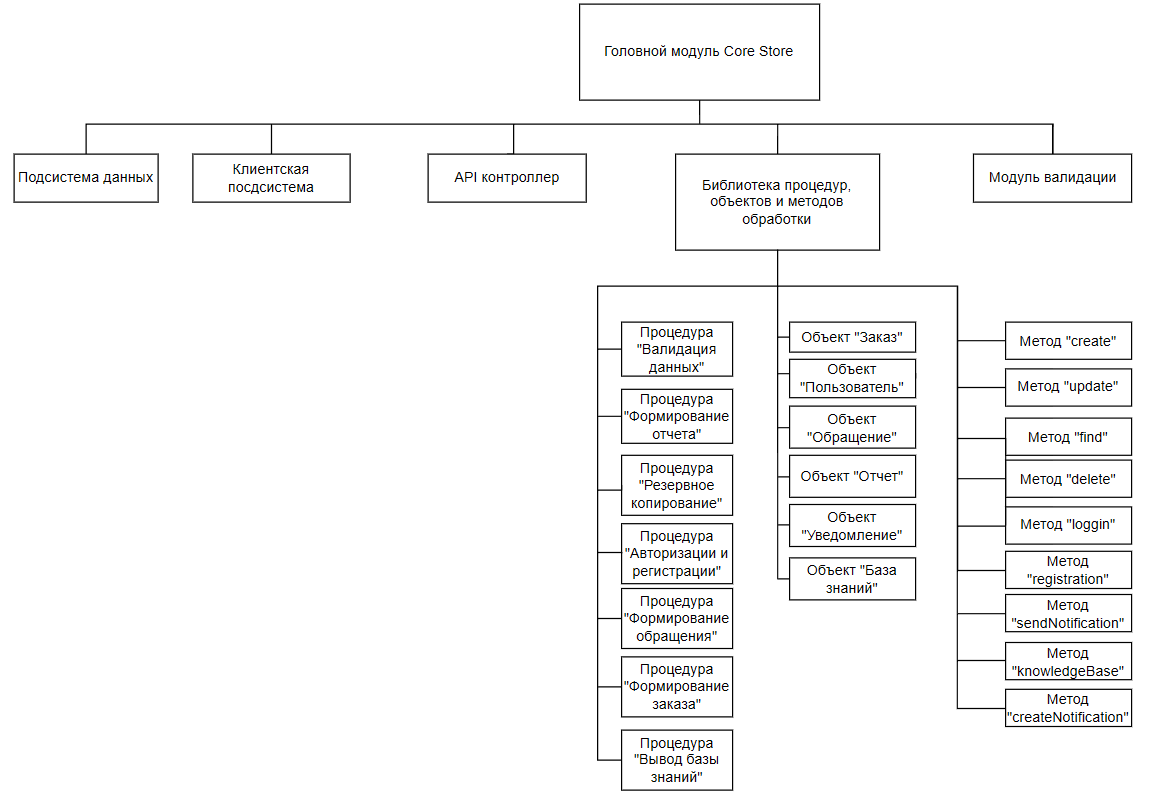 Головной модуль Core Store
Подсистема данных
Клиентская
посдсистема
API контроллер
Библиотека процедур,
объектов и методов
обработки
Модуль валидации
Процедура
"Валидация
данных"
Процедура
"Формирование
отчета"
Процедура
"Резервное
копирование"
Процедура
"Авторизации и
регистрации"
Процедура
"Формирование
обращения"
Процедура
"Формирование
заказа"
Процедура
"Вывод базы
знаний"
Объект "Заказ"
Объект
"Пользователь"
Объект
"Обращение"
Объект "Отчет"
Объект
"Уведомление"
Объект "База
знаний"
Метод "create"
Метод "update"
Метод "find"
Метод "delete"
Метод "loggin"
Метод
"registration"
Метод
"sendNotification"
Метод
"knowledgeBase"
Метод
"createNotification"